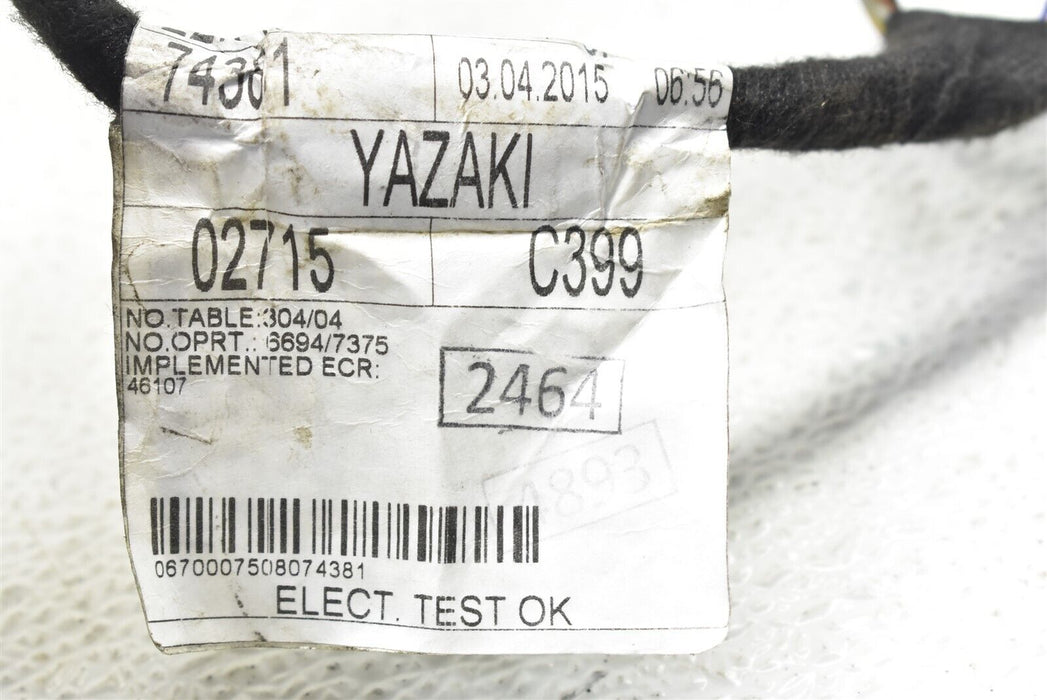 74381 03.04.2015 06:56
YAZAKI
02715 C399
NO.TABLE:304/04
NO.OPRT.: 6694/7375
IMPLEMENTED ECR:
46107
2464
4893
0670007508074381
ELECT. TEST OK